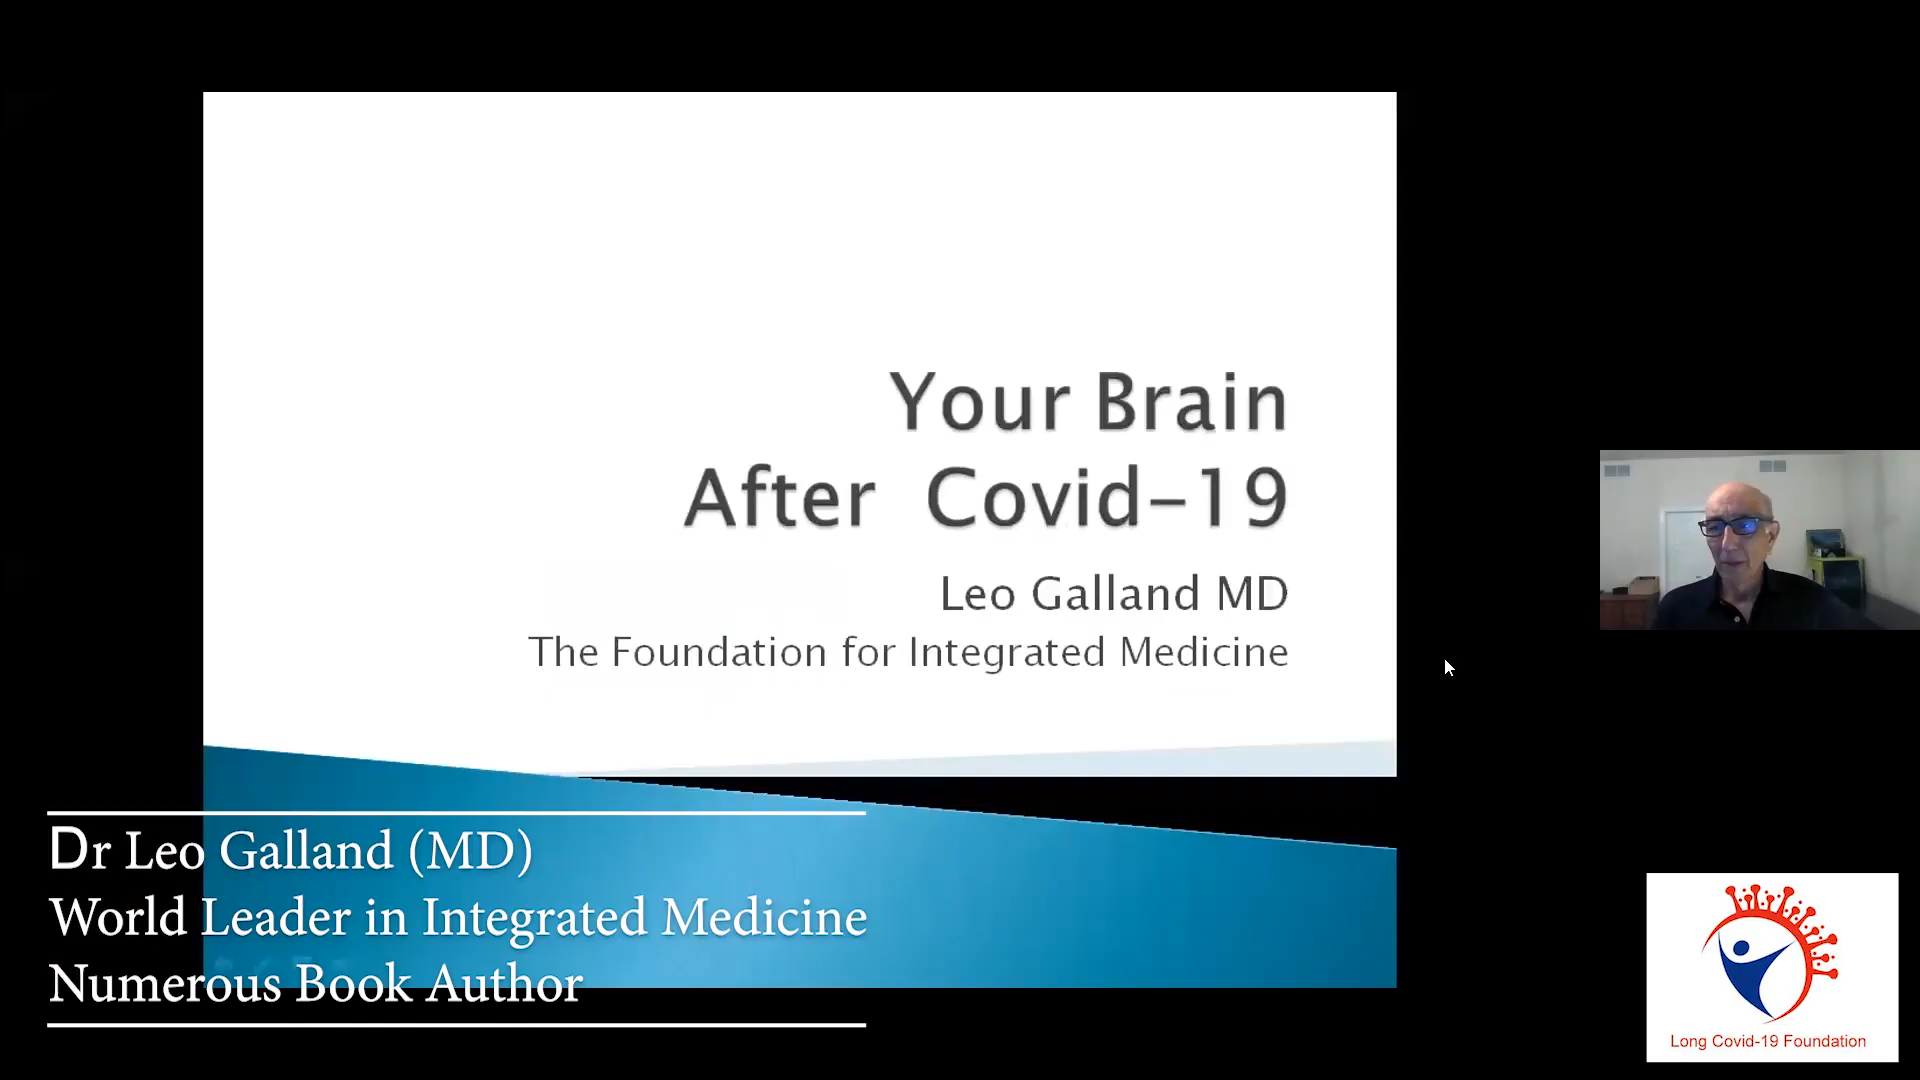 Your Brain
After Covid-19
Leo Galland MD
The Foundation for Integrated Medicine
Dr Leo Galland (MD)
World Leader in Integrated Medicine
Numerous Book Author
Long Covid-19 Foundation